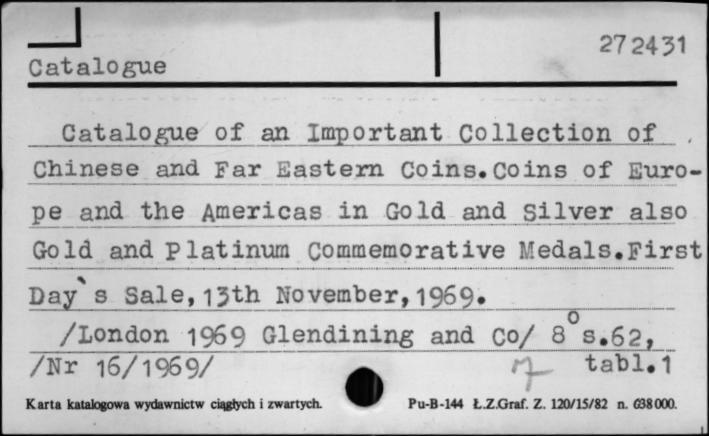 272431
Catalogue
Catalogue of an Important Collection of
Chinese and Far Eastern Coins.Coins of Euro-
pe and the Americas in Gold and Silver also
Gold and Platinum Commemorative Medals.First
Day`s Sale,13th November,1969.
/London 1969 Glendining and Co/ 8° s.62,
/Nr 16/1969/ tabl.1
Karta katalogowa wydawnictw ciągłych i zwartych. Pu-B-144 Ł.Z.Graf. Z. 120/15/82 n. 638000.